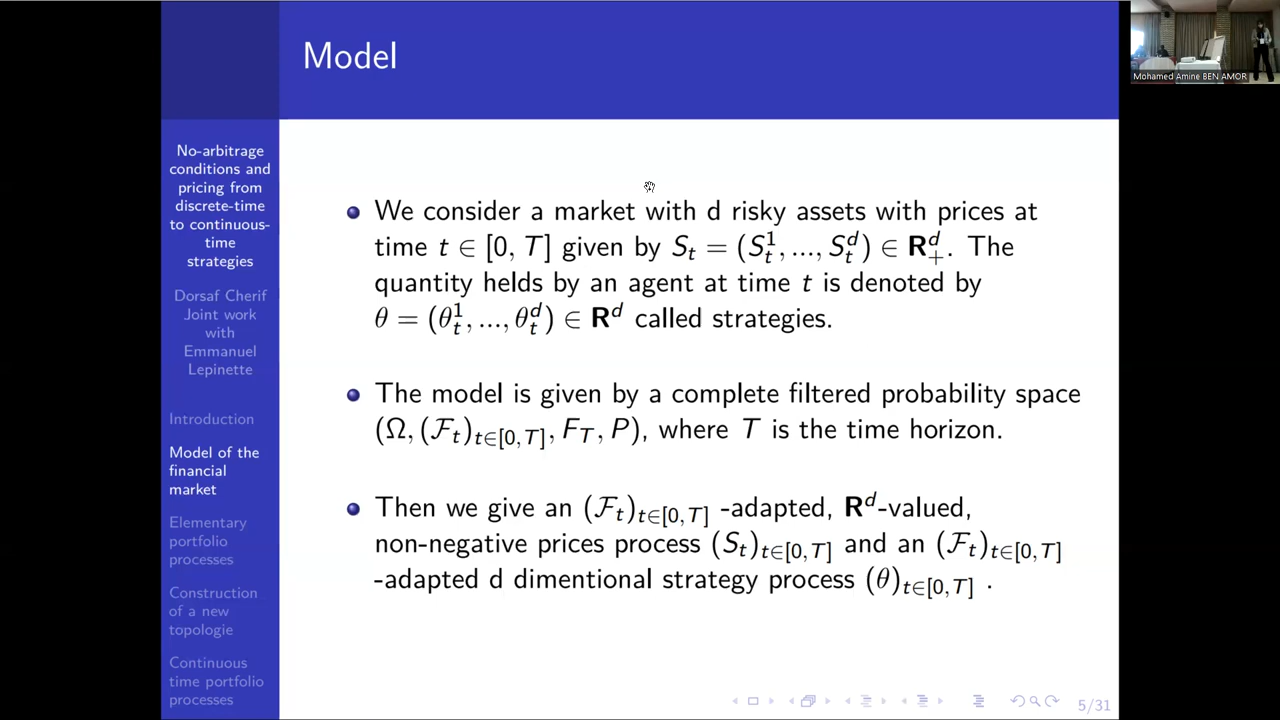 Model
Mohamed Amine BEN AMOR
No-arbitrage
conditions and
pricing from
discrete-time
to continuous-
time
strategies
Dorsaf Cherif
Joint work
with
Emmanuel
Lepinette
Introduction
Model of the
financial
market
Elementary
portfolio
processes
Construction
of a new
topologie
Continuous
time portfolio
processes
We consider a market with d risky assets with prices at
time t ∈ [0, T] given by S_t = (S_t^1, ..., S_t^d) ∈ R_+^d. The
quantity helds by an agent at time t is denoted by
θ = (θ_t^1, ..., θ_t^d) ∈ R^d called strategies.
The model is given by a complete filtered probability space
(Ω, (ℱ_t)_{t∈[0,T]}, F_T, P), where T is the time horizon.
Then we give an (ℱ_t)_{t∈[0,T]} -adapted, R^d-valued,
non-negative prices process (S_t)_{t∈[0,T]} and an (ℱ_t)_{t∈[0,T]}
-adapted d dimentional strategy process (θ)_{t∈[0,T]} .
5/31